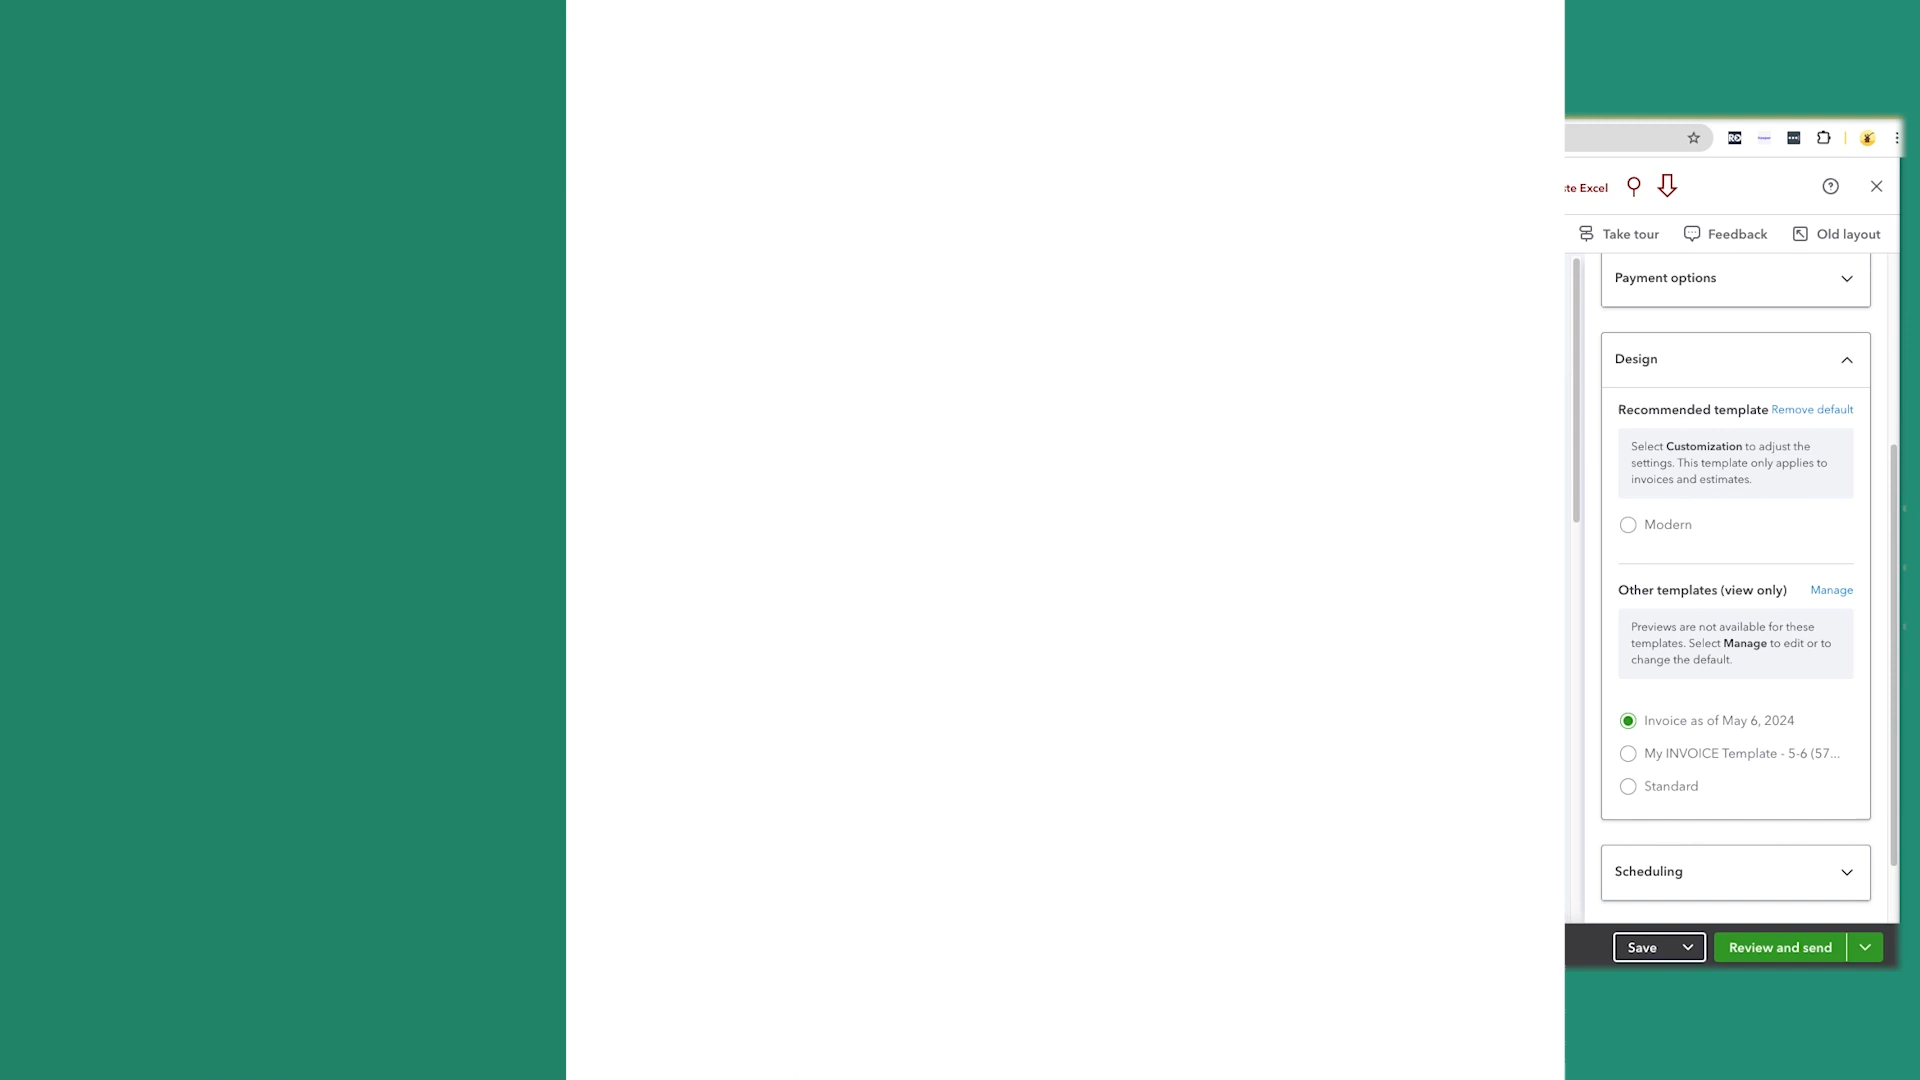 te Excel
Take tour
Feedback
Old layout
Payment options
Design
Recommended template Remove default
Select Customization to adjust the
settings. This template only applies to
invoices and estimates.
Modern
Other templates (view only) Manage
Previews are not available for these
templates. Select Manage to edit or to
change the default.
Invoice as of May 6, 2024
My INVOICE Template - 5-6 (57...
Standard
Scheduling
Save
Review and send